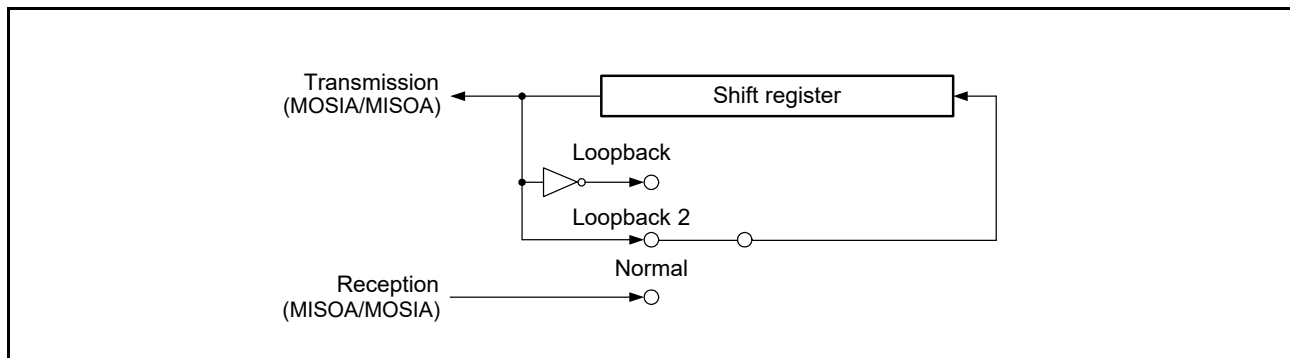 Transmission
(MOSIA/MISOA)
Shift register
Loopback
Loopback 2
Normal
Reception
(MISOA/MOSIA)